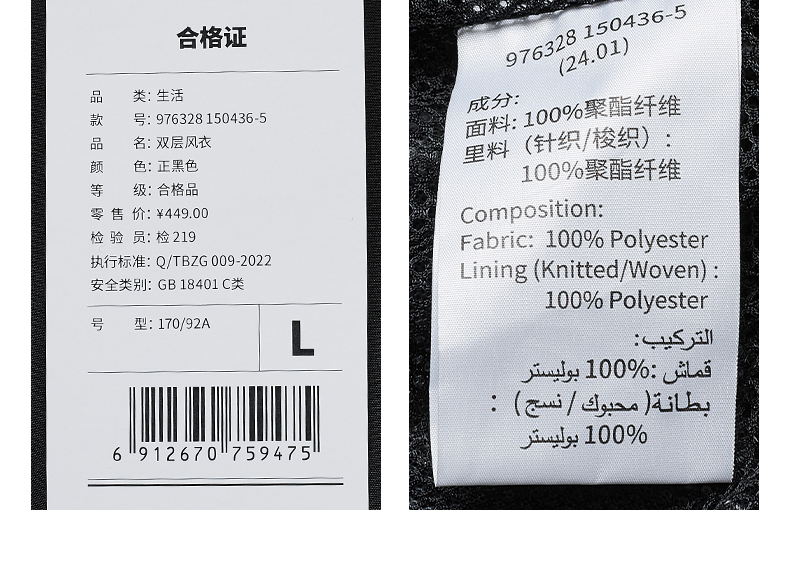 合格证
品 类: 生活
款 号: 976328 150436-5
品 名: 双层风衣
颜 色: 正黑色
等 级: 合格品
零 售 价: ¥449.00
检 验 员: 检 219
执行标准: Q/TBZG 009-2022
安全类别: GB 18401 C类
号 型: 170/92A
L
6 912670 759475
976328 150436-5
(24.01)
成分:
面料: 100%聚酯纤维
里料（针织/梭织）:
100%聚酯纤维
Composition:
Fabric: 100% Polyester
Lining (Knitted/Woven) :
100% Polyester
التركيب:
قماش :100% بوليستر
بطانة( محبوك / نسج ) :
100% بوليستر